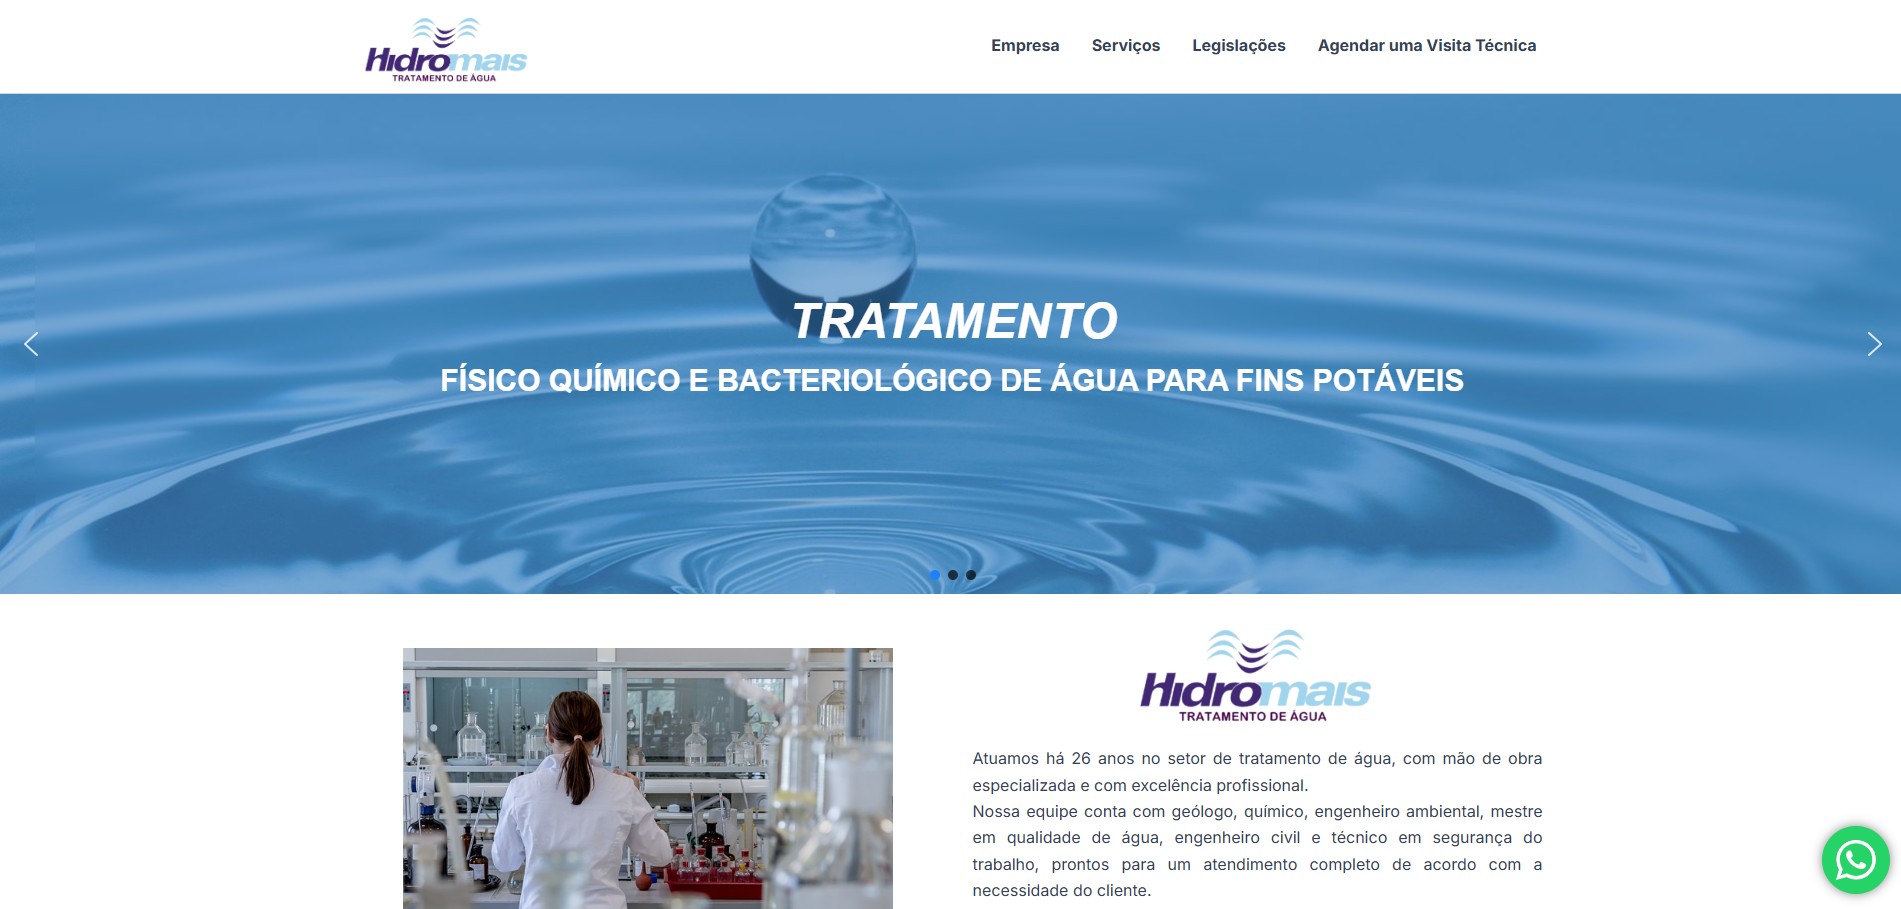 Hidromais
TRATAMENTO DE ÁGUA
Empresa Serviços Legislações Agendar uma Visita Técnica
TRATAMENTO
FÍSICO QUÍMICO E BACTERIOLÓGICO DE ÁGUA PARA FINS POTÁVEIS
Hidromais
TRATAMENTO DE ÁGUA
Atuamos há 26 anos no setor de tratamento de água, com mão de obra
especializada e com excelência profissional.
Nossa equipe conta com geólogo, químico, engenheiro ambiental, mestre
em qualidade de água, engenheiro civil e técnico em segurança do
trabalho, prontos para um atendimento completo de acordo com a
necessidade do cliente.